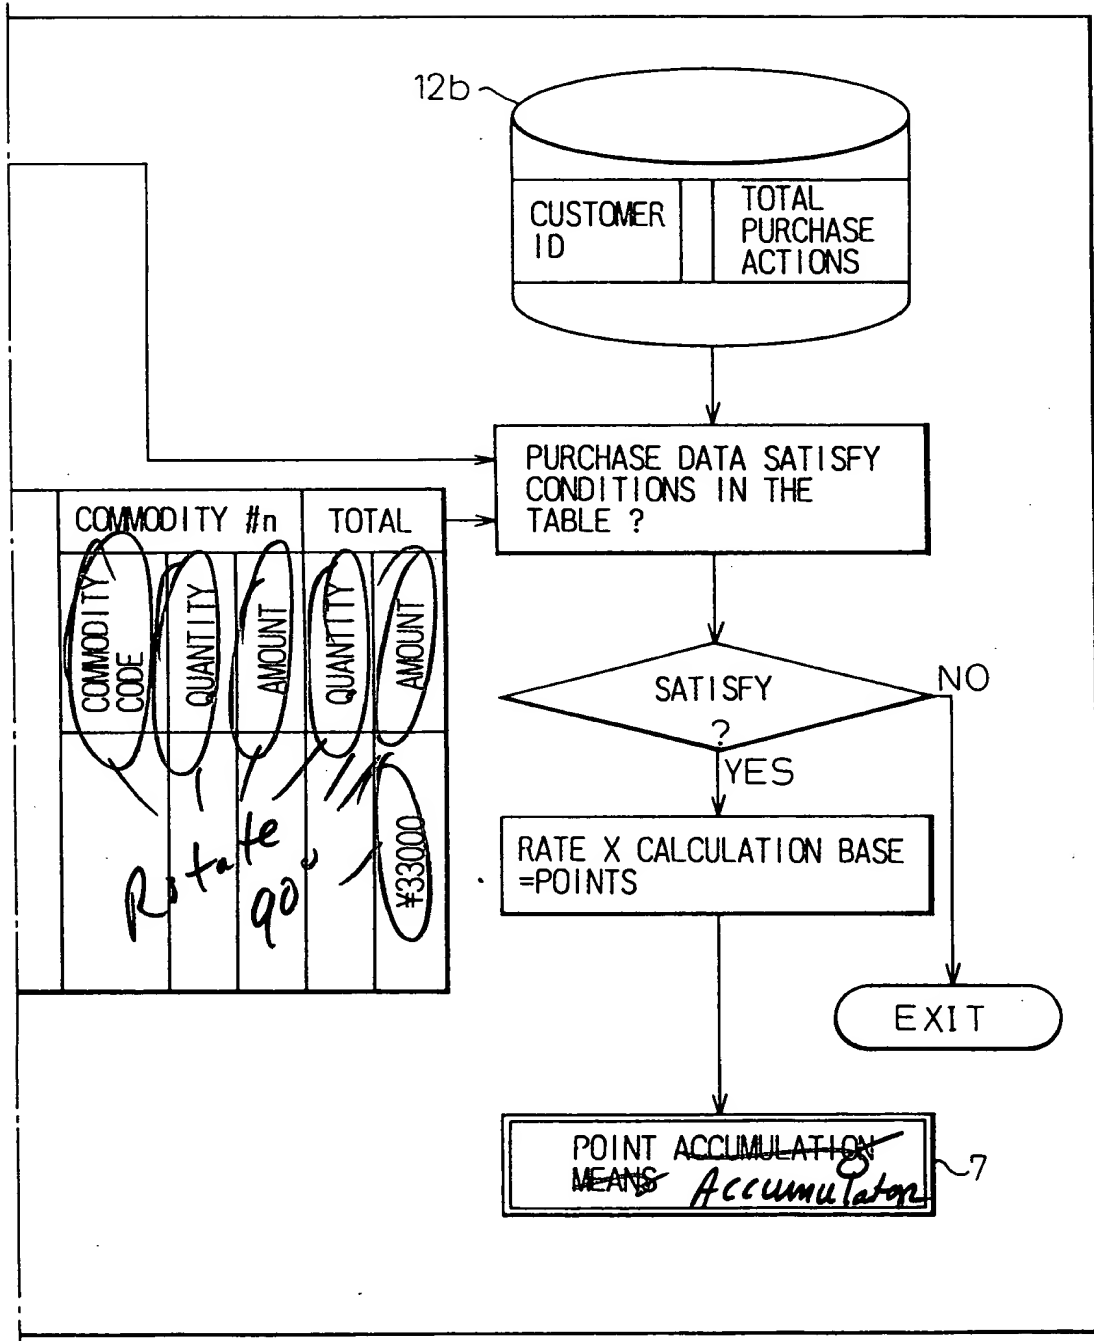 12b
CUSTOMER
ID
TOTAL
PURCHASE
ACTIONS
PURCHASE DATA SATISFY
CONDITIONS IN THE
TABLE ?
COMMODITY #n
TOTAL
COMMODITY
CODE
QUANTITY
AMOUNT
QUANTITY
AMOUNT
¥33000
Rotate
90°
SATISFY
?
NO
YES
RATE X CALCULATION BASE
=POINTS
EXIT
POINT ACCUMULATION
MEANS Accumulator
7